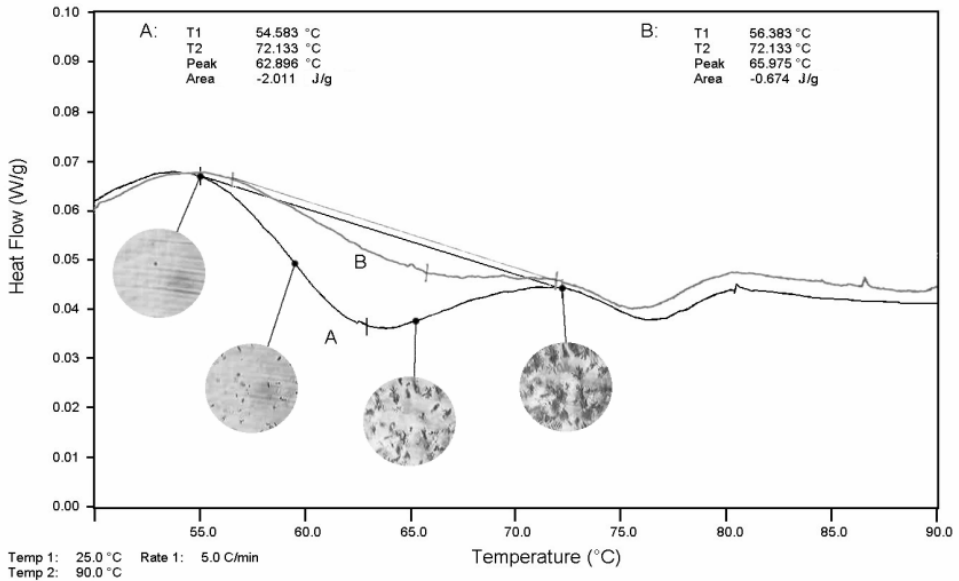 0.10
0.09
0.08
0.07
0.06
0.05
0.04
0.03
0.02
0.01
0.00
Heat Flow (W/g)
A:
T1 54.583 °C
T2 72.133 °C
Peak 62.896 °C
Area -2.011 J/g
B:
T1 56.383 °C
T2 72.133 °C
Peak 65.975 °C
Area -0.674 J/g
B
A
55.0 60.0 65.0 70.0 75.0 80.0 85.0 90.0
Temperature (°C)
Temp 1: 25.0 °C Rate 1: 5.0 C/min
Temp 2: 90.0 °C